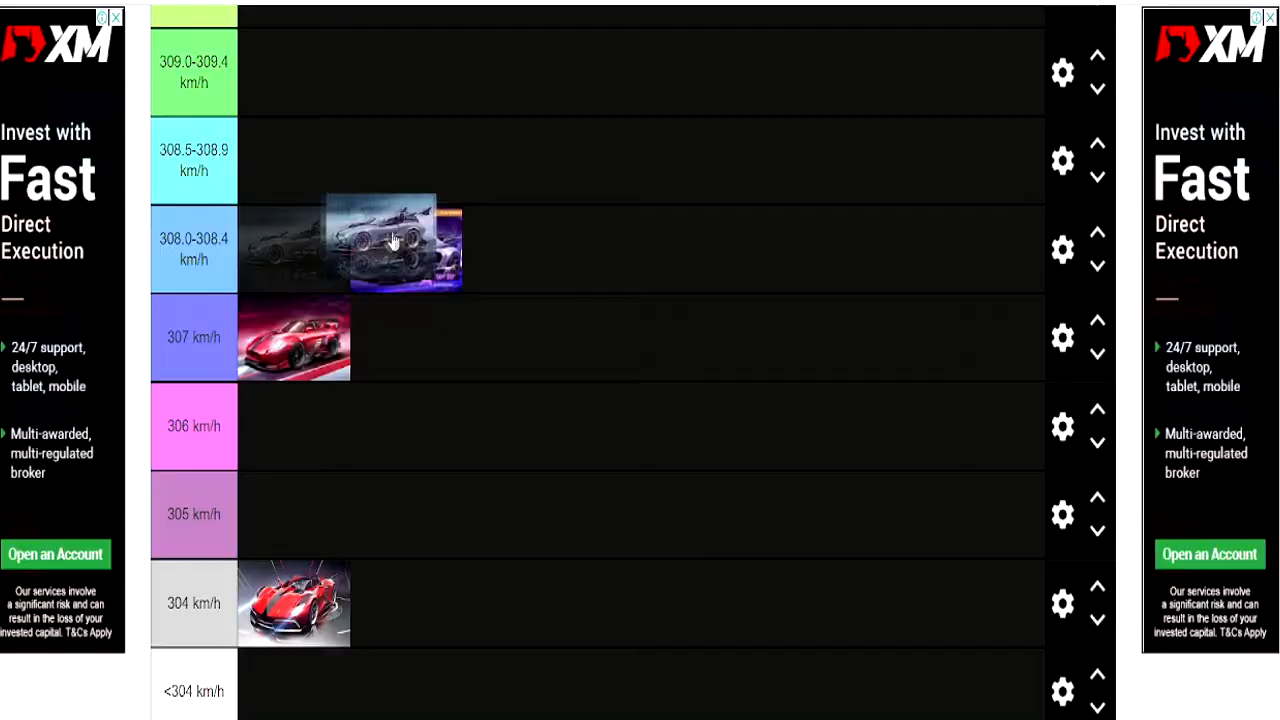 XM
Invest with
Fast
Direct
Execution
24/7 support,
desktop,
tablet, mobile
Multi-awarded,
multi-regulated
broker
Open an Account
Our services involve
a significant risk and can
result in the loss of your
invested capital. T&Cs Apply
309.0-309.4
km/h
308.5-308.9
km/h
308.0-308.4
km/h
307 km/h
306 km/h
305 km/h
304 km/h
<304 km/h
XM
Invest with
Fast
Direct
Execution
24/7 support,
desktop,
tablet, mobile
Multi-awarded,
multi-regulated
broker
Open an Account
Our services involve
a significant risk and can
result in the loss of your
invested capital. T&Cs Apply